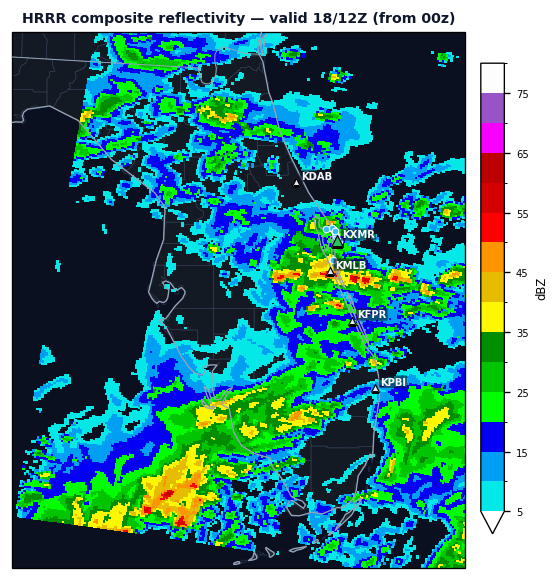 HRRR composite reflectivity — valid 18/12Z (from 00z)
KDAB
KXMR
KMLB
KFPR
KPBI
75
65
55
45
35
25
15
5
dBZ